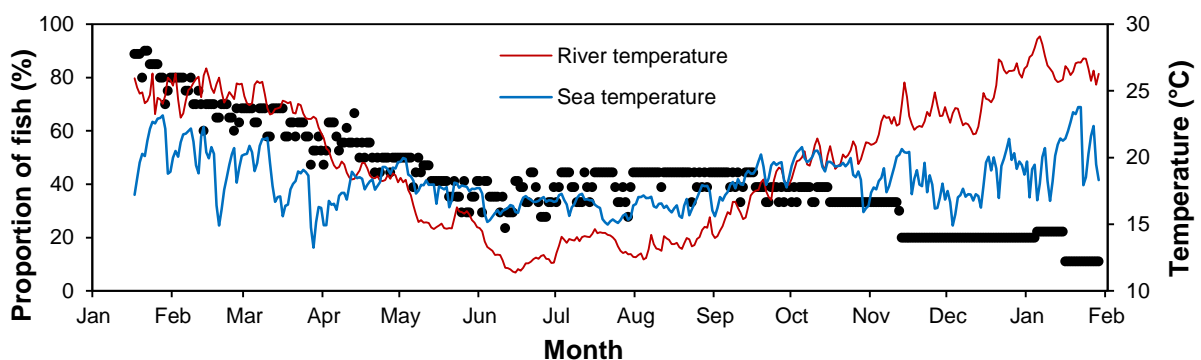 Proportion of fish (%)
100
80
60
40
20
0
River temperature
Sea temperature
30
25
20
15
10
Temperature (°C)
Jan Feb Mar Apr May Jun Jul Aug Sep Oct Nov Dec Jan Feb
Month